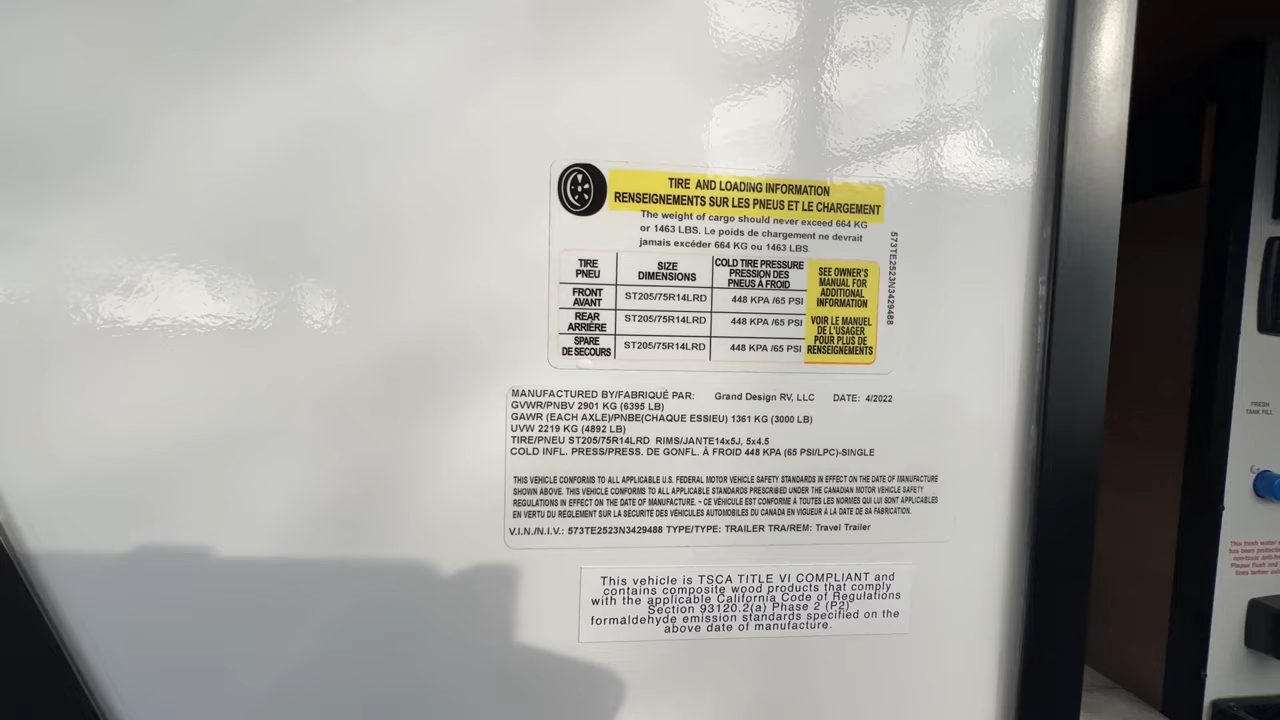 TIRE AND LOADING INFORMATION
RENSEIGNEMENTS SUR LES PNEUS ET LE CHARGEMENT
The weight of cargo should never exceed 664 KG
or 1463 LBS. Le poids de chargement ne devrait
jamais excéder 664 KG ou 1463 LBS
TIRE PNEU SIZE DIMENSIONS COLD TIRE PRESSURE PRESSION DES PNEUS À FROID
FRONT AVANT ST205/75R14LRD 448 KPA /65 PSI
REAR ARRIÈRE ST205/75R14LRD 448 KPA /65 PSI
SPARE DE SECOURS ST205/75R14LRD 448 KPA /65 PSI
SEE OWNER'S
MANUAL FOR
ADDITIONAL
INFORMATION
VOIR LE MANUEL
DE L'USAGER
POUR PLUS DE
RENSEIGNEMENTS
573TE2523N3429488
MANUFACTURED BY/FABRIQUÉ PAR: Grand Design RV, LLC DATE: 4/2022
GVWR/PNBV 2901 KG (6395 LB)
GAWR (EACH AXLE)/PNBE(CHAQUE ESSIEU) 1361 KG (3000 LB)
UVW 2219 KG (4892 LB)
TIRE/PNEU ST205/75R14LRD RIMS/JANTE14x5J, 5x4.5
COLD INFL. PRESS/PRESS. DE GONFL. À FROID 448 KPA (65 PSI/LPC)-SINGLE
THIS VEHICLE CONFORMS TO ALL APPLICABLE U.S. FEDERAL MOTOR VEHICLE SAFETY STANDARDS IN EFFECT ON THE DATE OF MANUFACTURE
SHOWN ABOVE. THIS VEHICLE CONFORMS TO ALL APPLICABLE STANDARDS PRESCRIBED UNDER THE CANADIAN MOTOR VEHICLE SAFETY
REGULATIONS IN EFFECT ON THE DATE OF MANUFACTURE. - CE VÉHICULE EST CONFORME À TOUTES LES NORMES QUI LUI SONT APPLICABLES
EN VERTU DU RÈGLEMENT SUR LA SÉCURITÉ DES VÉHICULES AUTOMOBILES DU CANADA EN VIGUEUR À LA DATE DE SA FABRICATION.
V.I.N./N.I.V.: 573TE2523N3429488 TYPE/TYPE: TRAILER TRA/REM: Travel Trailer
This vehicle is TSCA TITLE VI COMPLIANT and
contains composite wood products that comply
with the applicable California Code of Regulations
Section 93120.2(a) Phase 2 (P2)
formaldehyde emission standards specified on the
above date of manufacture.
FRESH
TANK FILL
This fresh water
has been
non-toxic
Please flush and
lines before